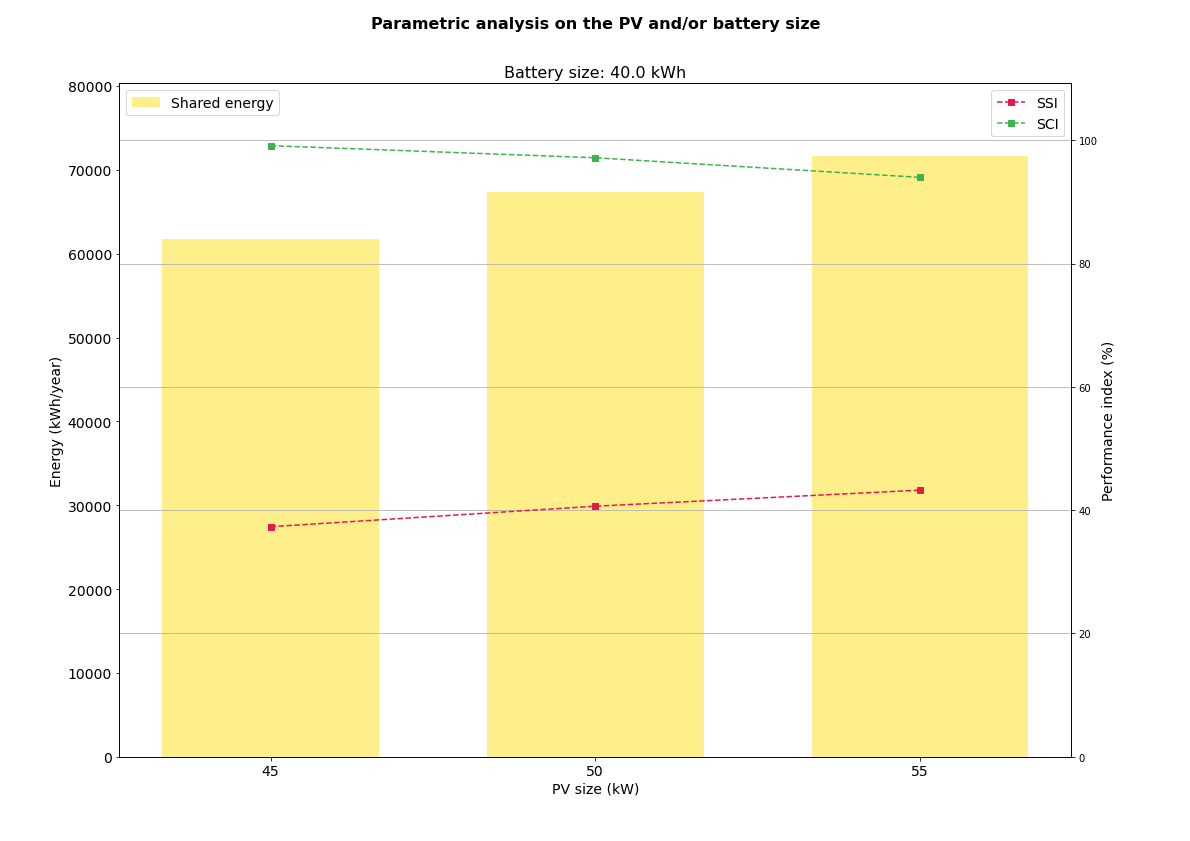 Parametric analysis on the PV and/or battery size
Battery size: 40.0 kWh
Shared energy
SSI
SCI
80000
70000
60000
50000
40000
30000
20000
10000
0
Energy (kWh/year)
100
80
60
40
20
0
Performance index (%)
45
50
55
PV size (kW)